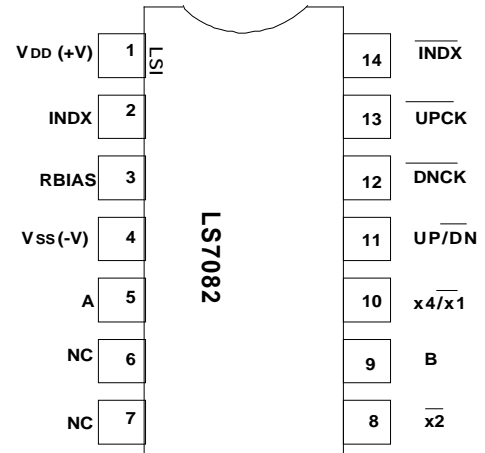 VDD (+V) 1 LSI 14 INDX
INDX 2 13 UPCK
RBIAS 3 12 DNCK
VSS (-V) 4 11 UP/DN
LS7082
A 5 10 x4/x1
NC 6 9 B
NC 7 8 x2